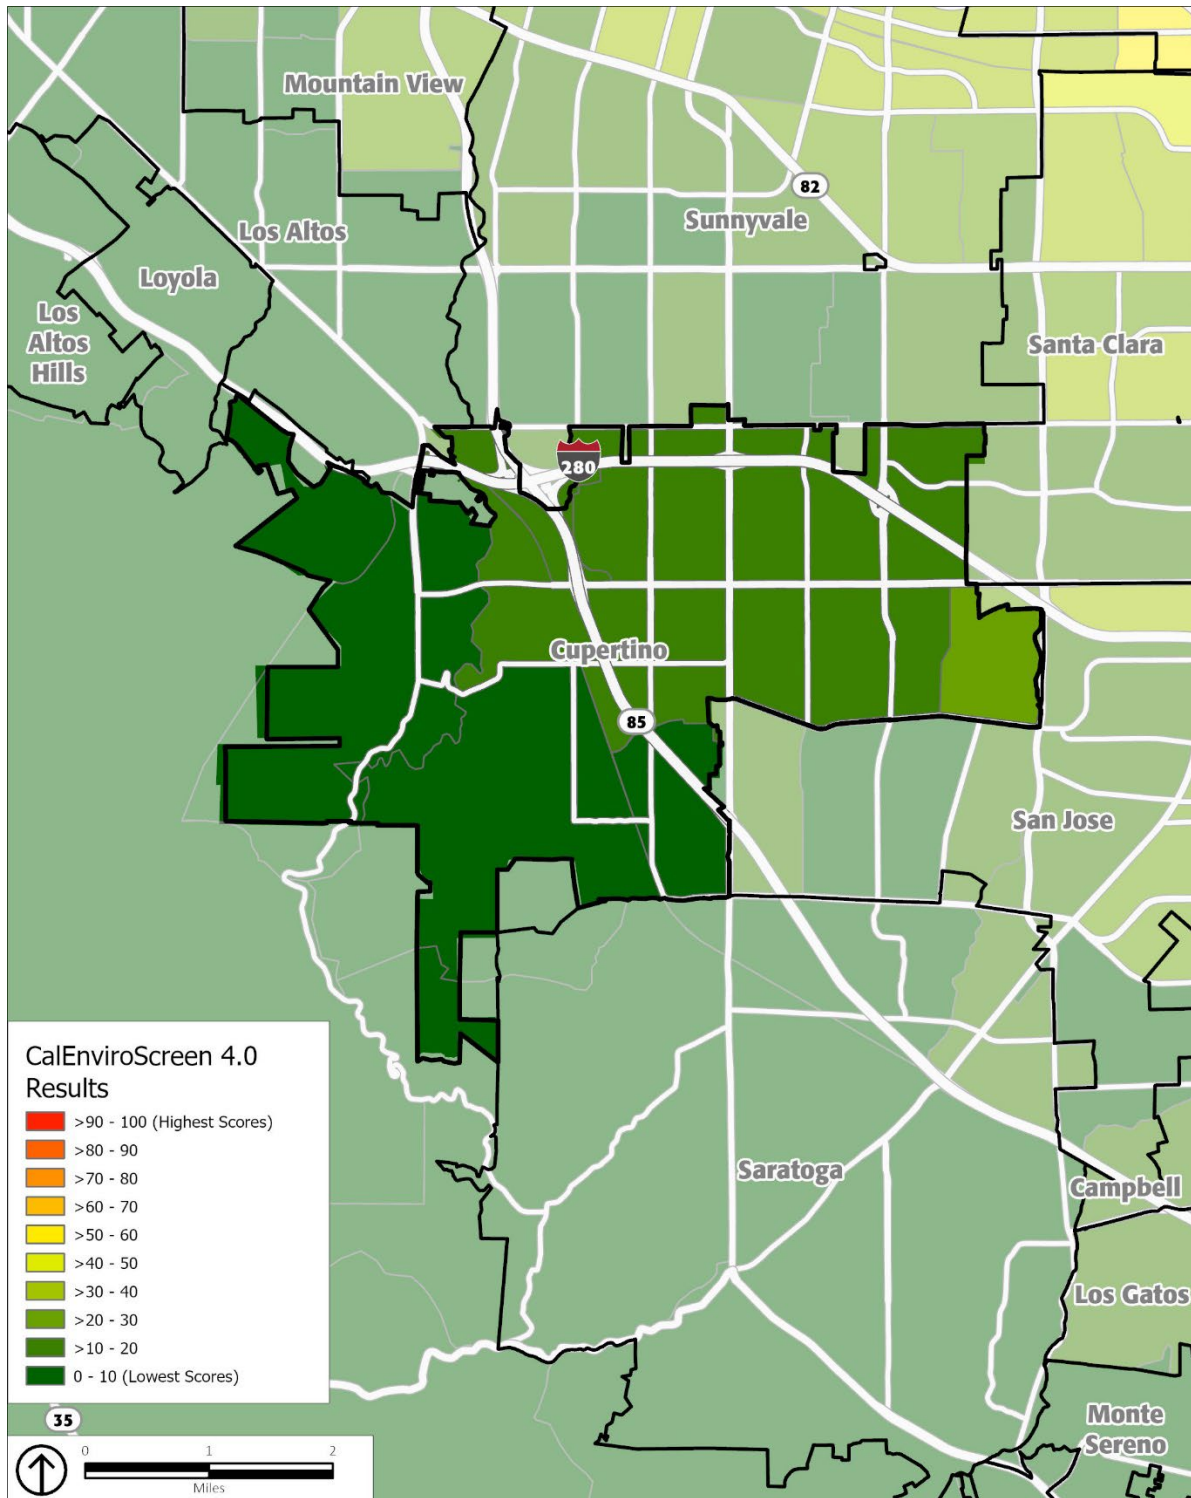 Mountain View
82
Sunnyvale
Los Altos
Loyola
Los
Altos
Hills
Santa Clara
280
Cupertino
85
San Jose
CalEnviroScreen 4.0
Results
>90 - 100 (Highest Scores)
>80 - 90
>70 - 80
>60 - 70
>50 - 60
>40 - 50
>30 - 40
>20 - 30
>10 - 20
0 - 10 (Lowest Scores)
Saratoga
Campbell
Los Gatos
Monte
Sereno
35
0 1 2
Miles